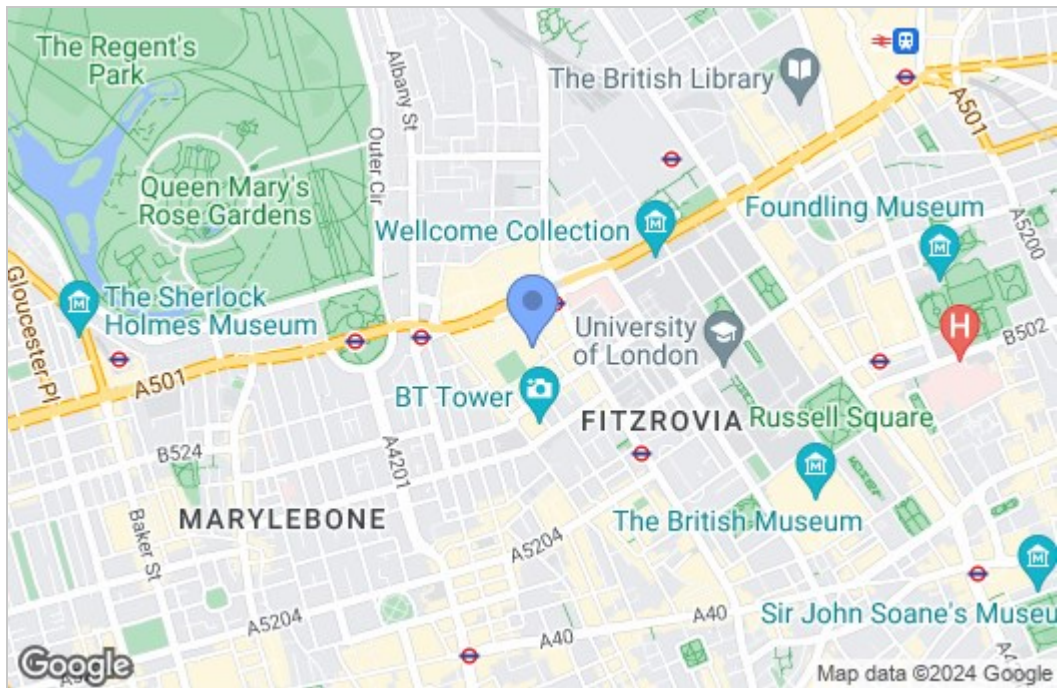 The Regent's
Park
Albany St
Outer Cir
The British Library
A501
Queen Mary's
Rose Gardens
Wellcome Collection
Foundling Museum
A5200
Gloucester Pl
The Sherlock
Holmes Museum
University
of London
H
B502
A501
BT Tower
FITZROVIA
Russell Square
B524
A4201
MARYLEBONE
Baker St
The British Museum
A5204
A5204
A40
A40
Sir John Soane's Museu
Google
Map data ©2024 Google